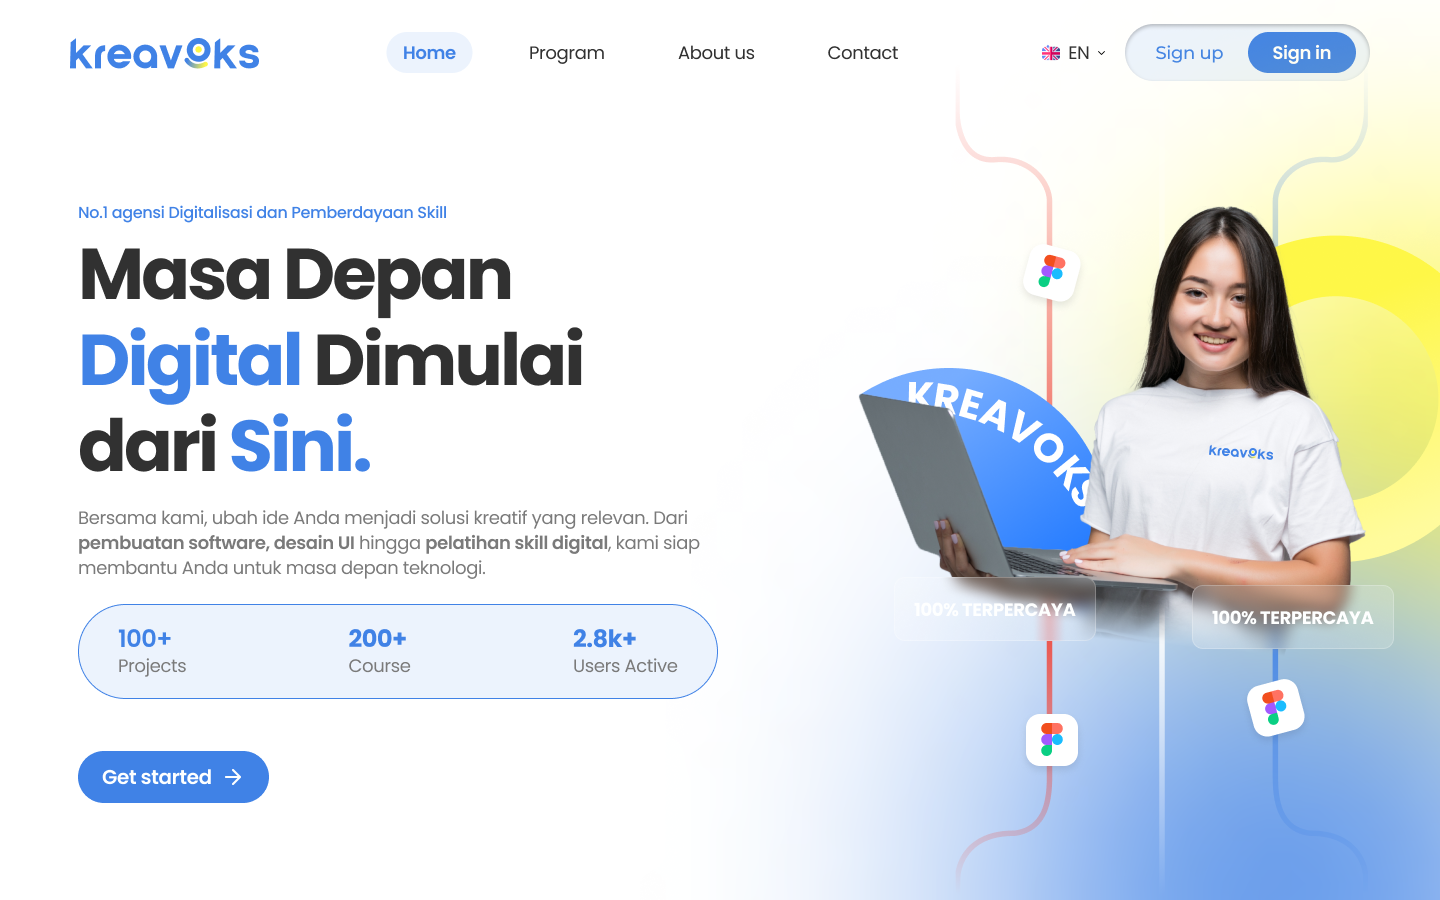 kreavoks
Home
Program
About us
Contact
EN
Sign up
Sign in
No.1 agensi Digitalisasi dan Pemberdayaan Skill
Masa Depan
Digital Dimulai
dari Sini.
Bersama kami, ubah ide Anda menjadi solusi kreatif yang relevan. Dari
pembuatan software, desain UI hingga pelatihan skill digital, kami siap
membantu Anda untuk masa depan teknologi.
100+
Projects
200+
Course
2.8k+
Users Active
Get started
KREAVOKS
kreavoks
100% TERPERCAYA
100% TERPERCAYA